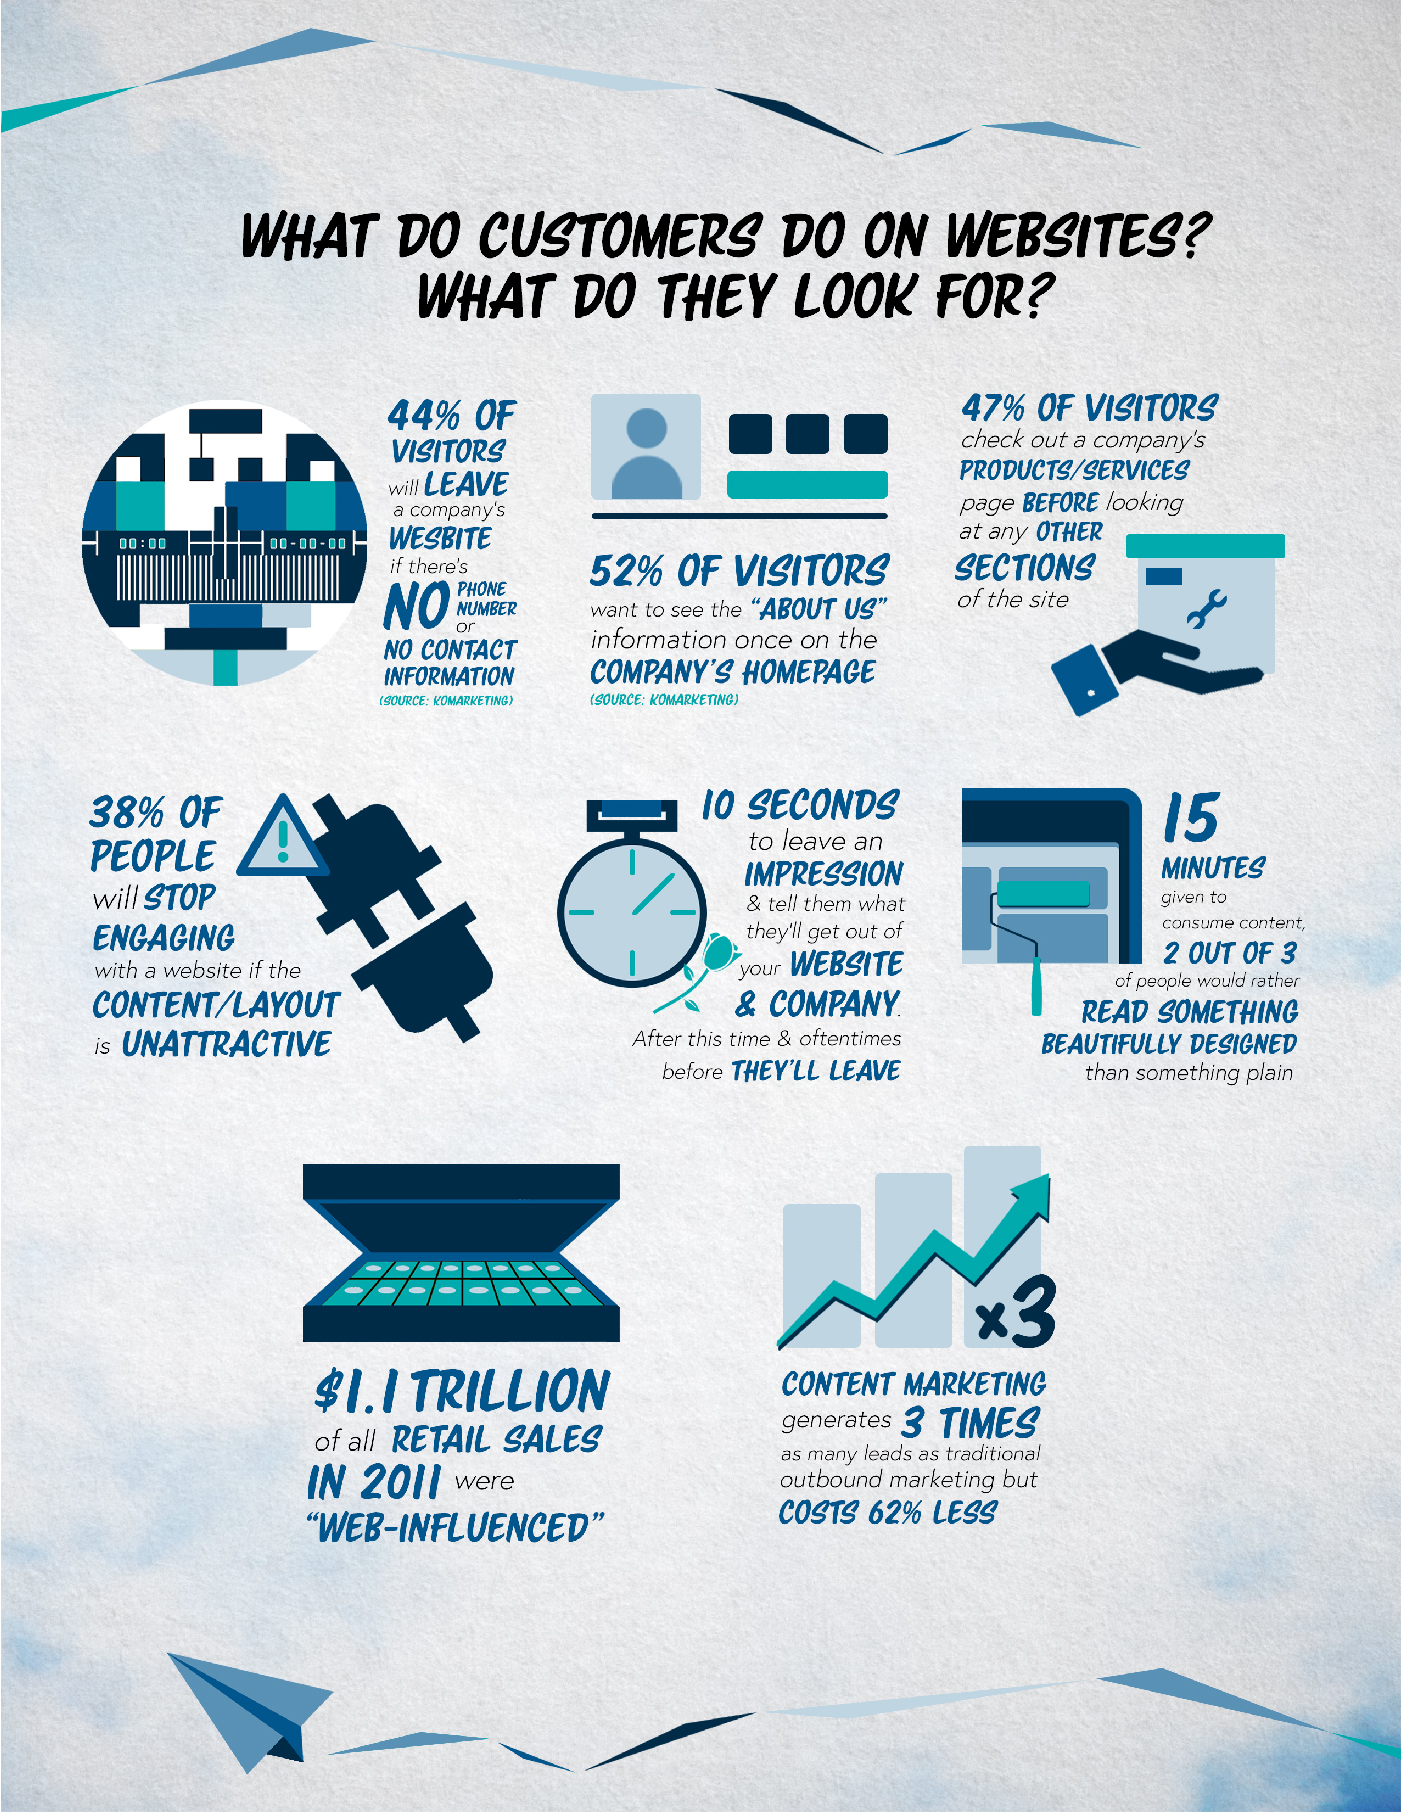 WHAT DO CUSTOMERS DO ON WEBSITES?
WHAT DO THEY LOOK FOR?
44% OF
VISITORS
will LEAVE
a company's
WESBITE
if there's
NO PHONE
NUMBER
or
NO CONTACT
INFORMATION
(SOURCE: KOMARKETING)
52% OF VISITORS
want to see the "ABOUT US"
information once on the
COMPANY'S HOMEPAGE
(SOURCE: KOMARKETING)
47% OF VISITORS
check out a company's
PRODUCTS/SERVICES
page BEFORE looking
at any OTHER
SECTIONS
of the site
38% OF
PEOPLE
will STOP
ENGAGING
with a website if the
CONTENT/LAYOUT
is UNATTRACTIVE
10 SECONDS
to leave an
IMPRESSION
& tell them what
they'll get out of
your WEBSITE
& COMPANY.
After this time & oftentimes
before THEY'LL LEAVE
15
MINUTES
given to
consume content,
2 OUT OF 3
of people would rather
READ SOMETHING
BEAUTIFULLY DESIGNED
than something plain
$1.1 TRILLION
of all RETAIL SALES
IN 2011 were
"WEB-INFLUENCED"
x3
CONTENT MARKETING
generates 3 TIMES
as many leads as traditional
outbound marketing but
COSTS 62% LESS